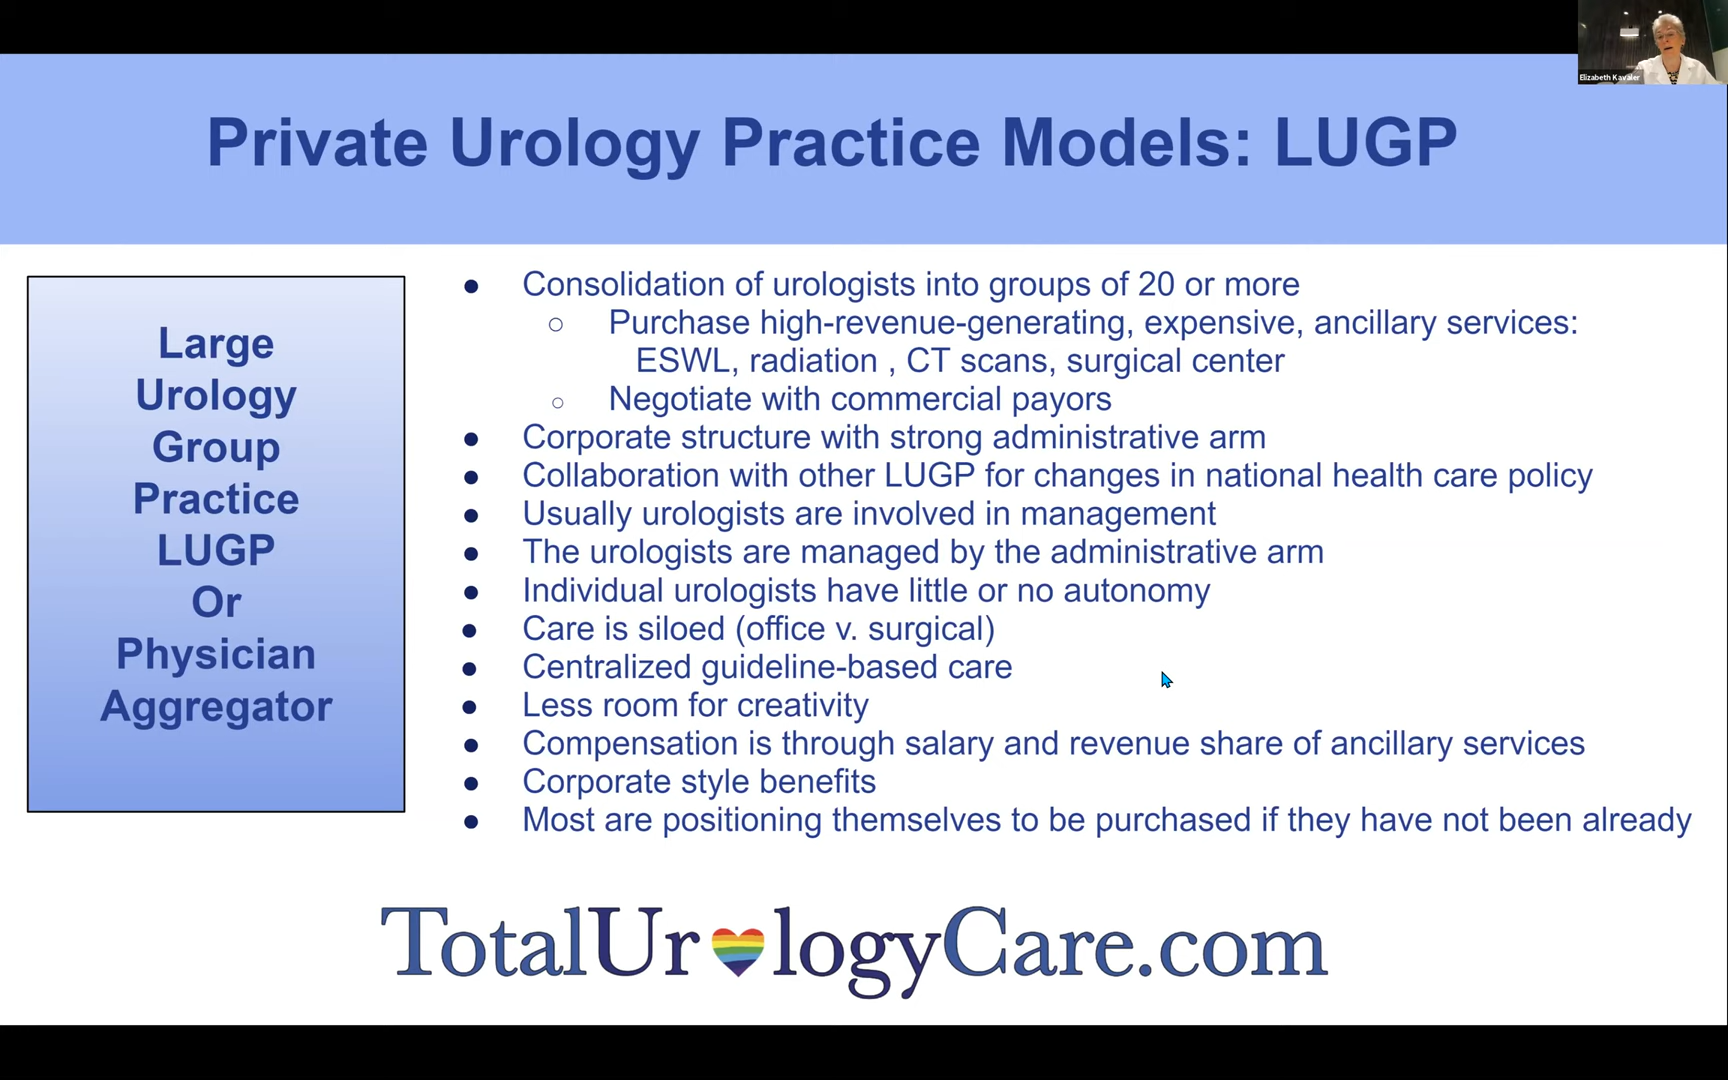 Elizabeth Kavaler
Private Urology Practice Models: LUGP
Large
Urology
Group
Practice
LUGP
Or
Physician
Aggregator
● Consolidation of urologists into groups of 20 or more
○ Purchase high-revenue-generating, expensive, ancillary services:
ESWL, radiation , CT scans, surgical center
○ Negotiate with commercial payors
● Corporate structure with strong administrative arm
● Collaboration with other LUGP for changes in national health care policy
● Usually urologists are involved in management
● The urologists are managed by the administrative arm
● Individual urologists have little or no autonomy
● Care is siloed (office v. surgical)
● Centralized guideline-based care
● Less room for creativity
● Compensation is through salary and revenue share of ancillary services
● Corporate style benefits
● Most are positioning themselves to be purchased if they have not been already
TotalUrologyCare.com